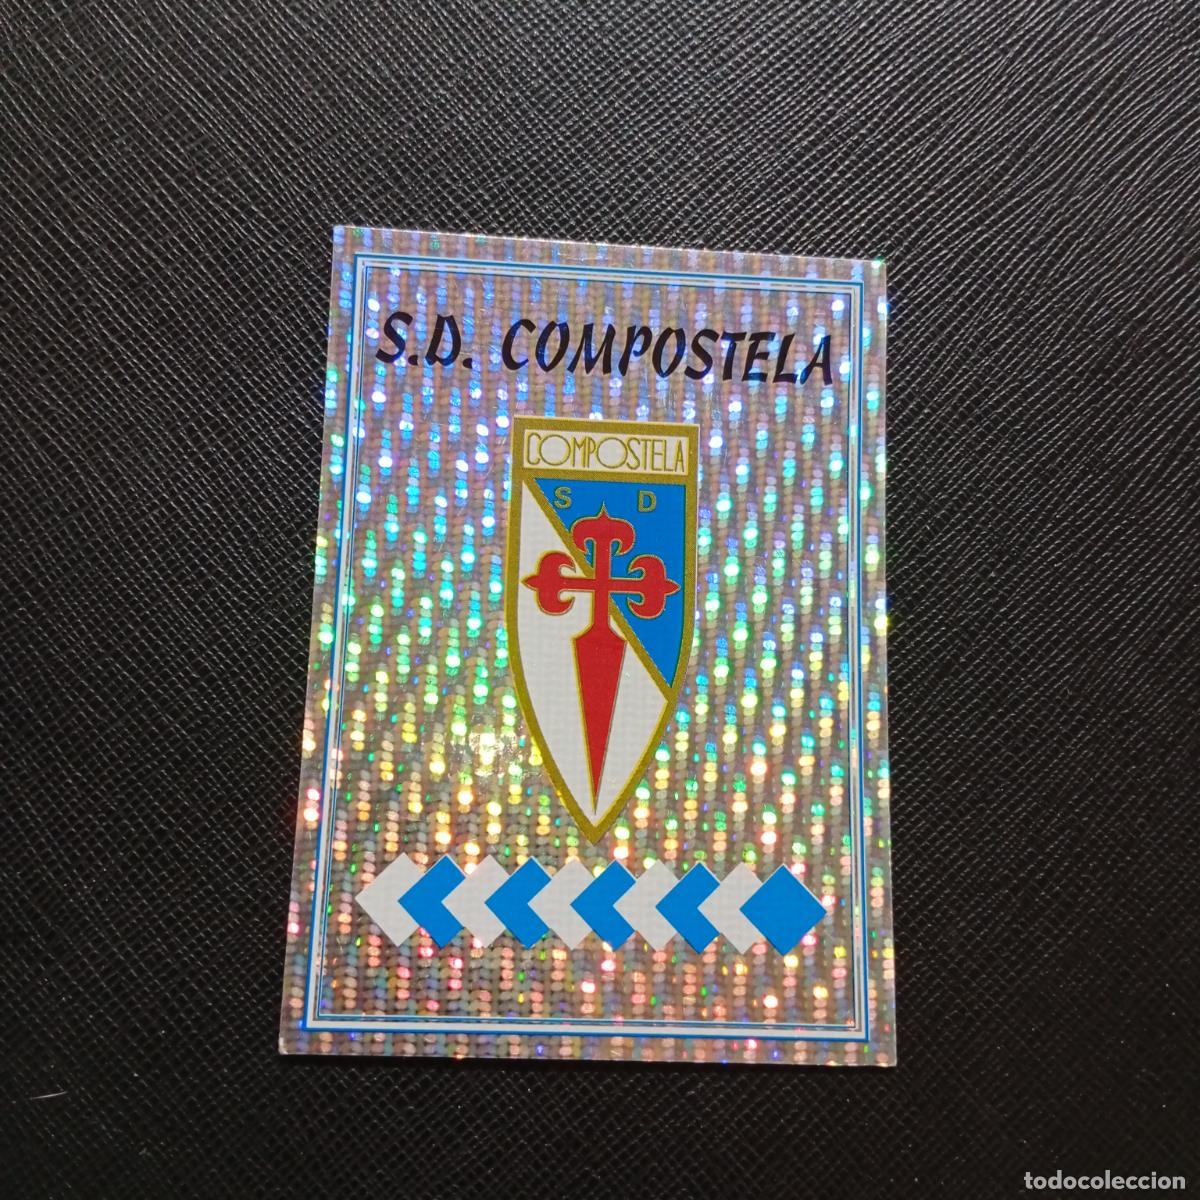 S.D. COMPOSTELA
COMPOSTELA
S D
todocoleccion